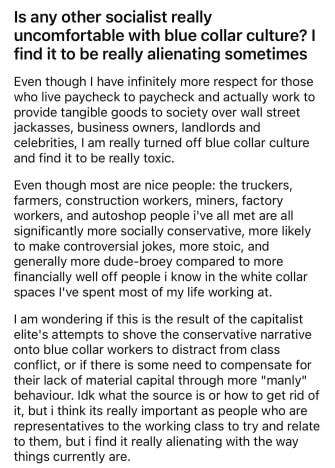 Is any other socialist really
uncomfortable with blue collar culture? I
find it to be really alienating sometimes
Even though I have infinitely more respect for those
who live paycheck to paycheck and actually work to
provide tangible goods to society over wall street
jackasses, business owners, landlords and
celebrities, I am really turned off blue collar culture
and find it to be really toxic.
Even though most are nice people: the truckers,
farmers, construction workers, miners, factory
workers, and autoshop people i've all met are all
significantly more socially conservative, more likely
to make controversial jokes, more stoic, and
generally more dude-broey compared to more
financially well off people i know in the white collar
spaces I've spent most of my life working at.
I am wondering if this is the result of the capitalist
elite's attempts to shove the conservative narrative
onto blue collar workers to distract from class
conflict, or if there is some need to compensate for
their lack of material capital through more "manly"
behaviour. Idk what the source is or how to get rid of
it, but i think its really important as people who are
representatives to the working class to try and relate
to them, but i find it really alienating with the way
things currently are.